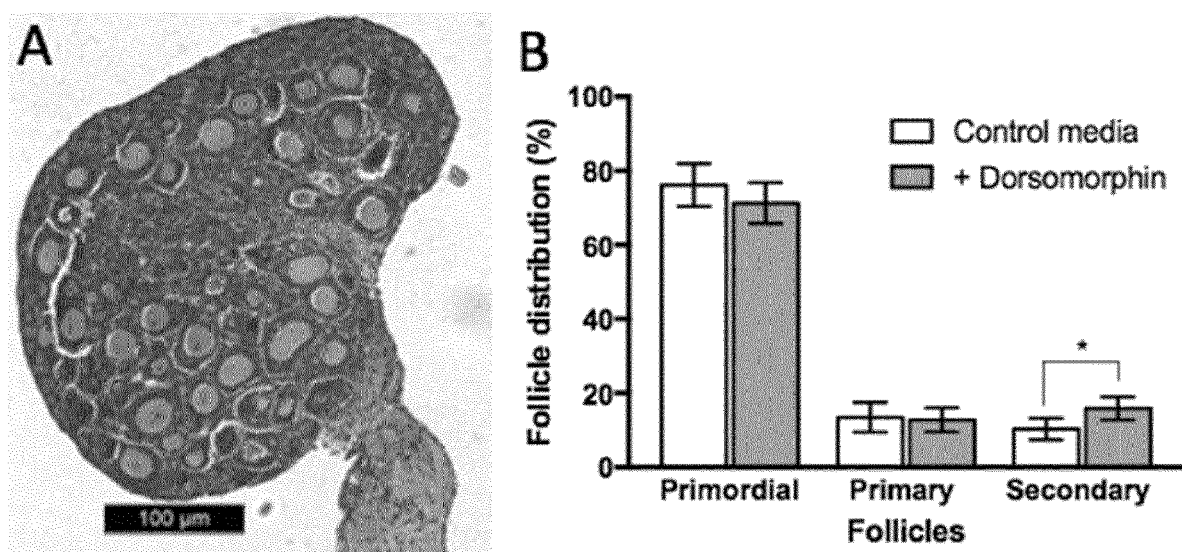 A
100 µm
B
Follicle distribution (%)
100
80
60
40
20
0
Control media
+ Dorsomorphin
*
Primordial Primary Secondary
Follicles